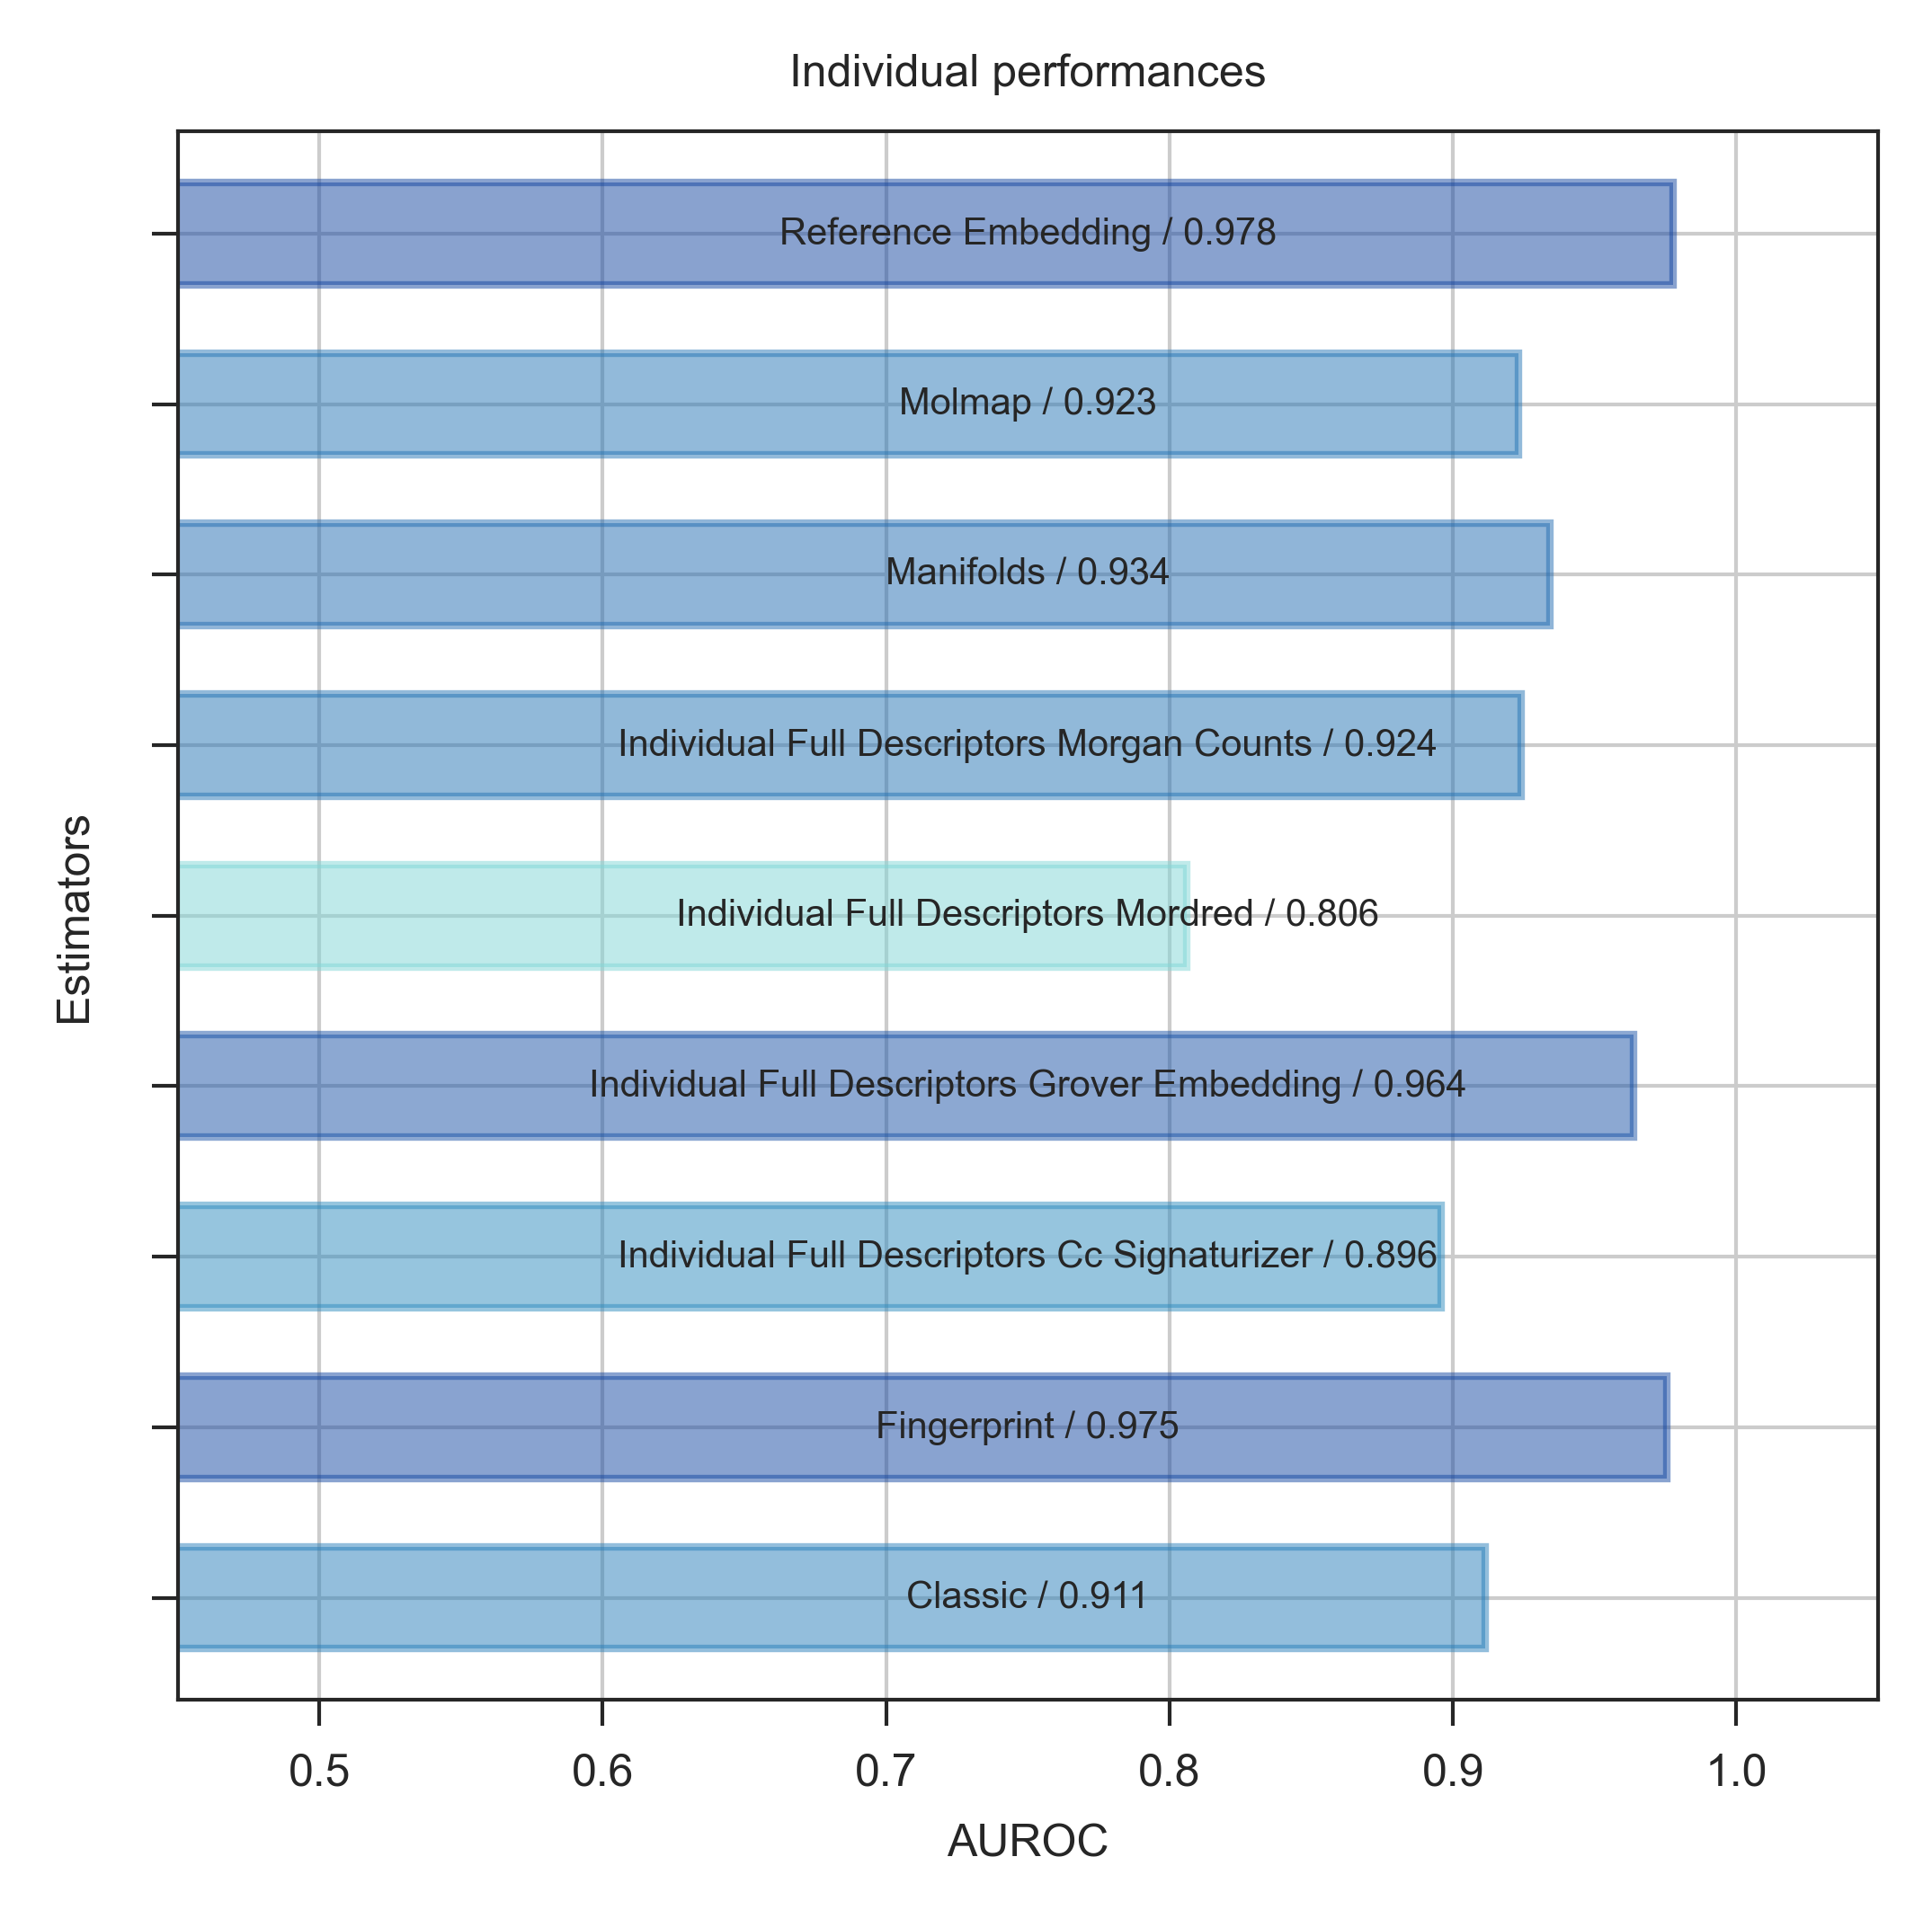 Individual performances
Reference Embedding / 0.978
Molmap / 0.923
Manifolds / 0.934
Individual Full Descriptors Morgan Counts / 0.924
Individual Full Descriptors Mordred / 0.806
Individual Full Descriptors Grover Embedding / 0.964
Individual Full Descriptors Cc Signaturizer / 0.896
Fingerprint / 0.975
Classic / 0.911
Estimators
0.5 0.6 0.7 0.8 0.9 1.0
AUROC